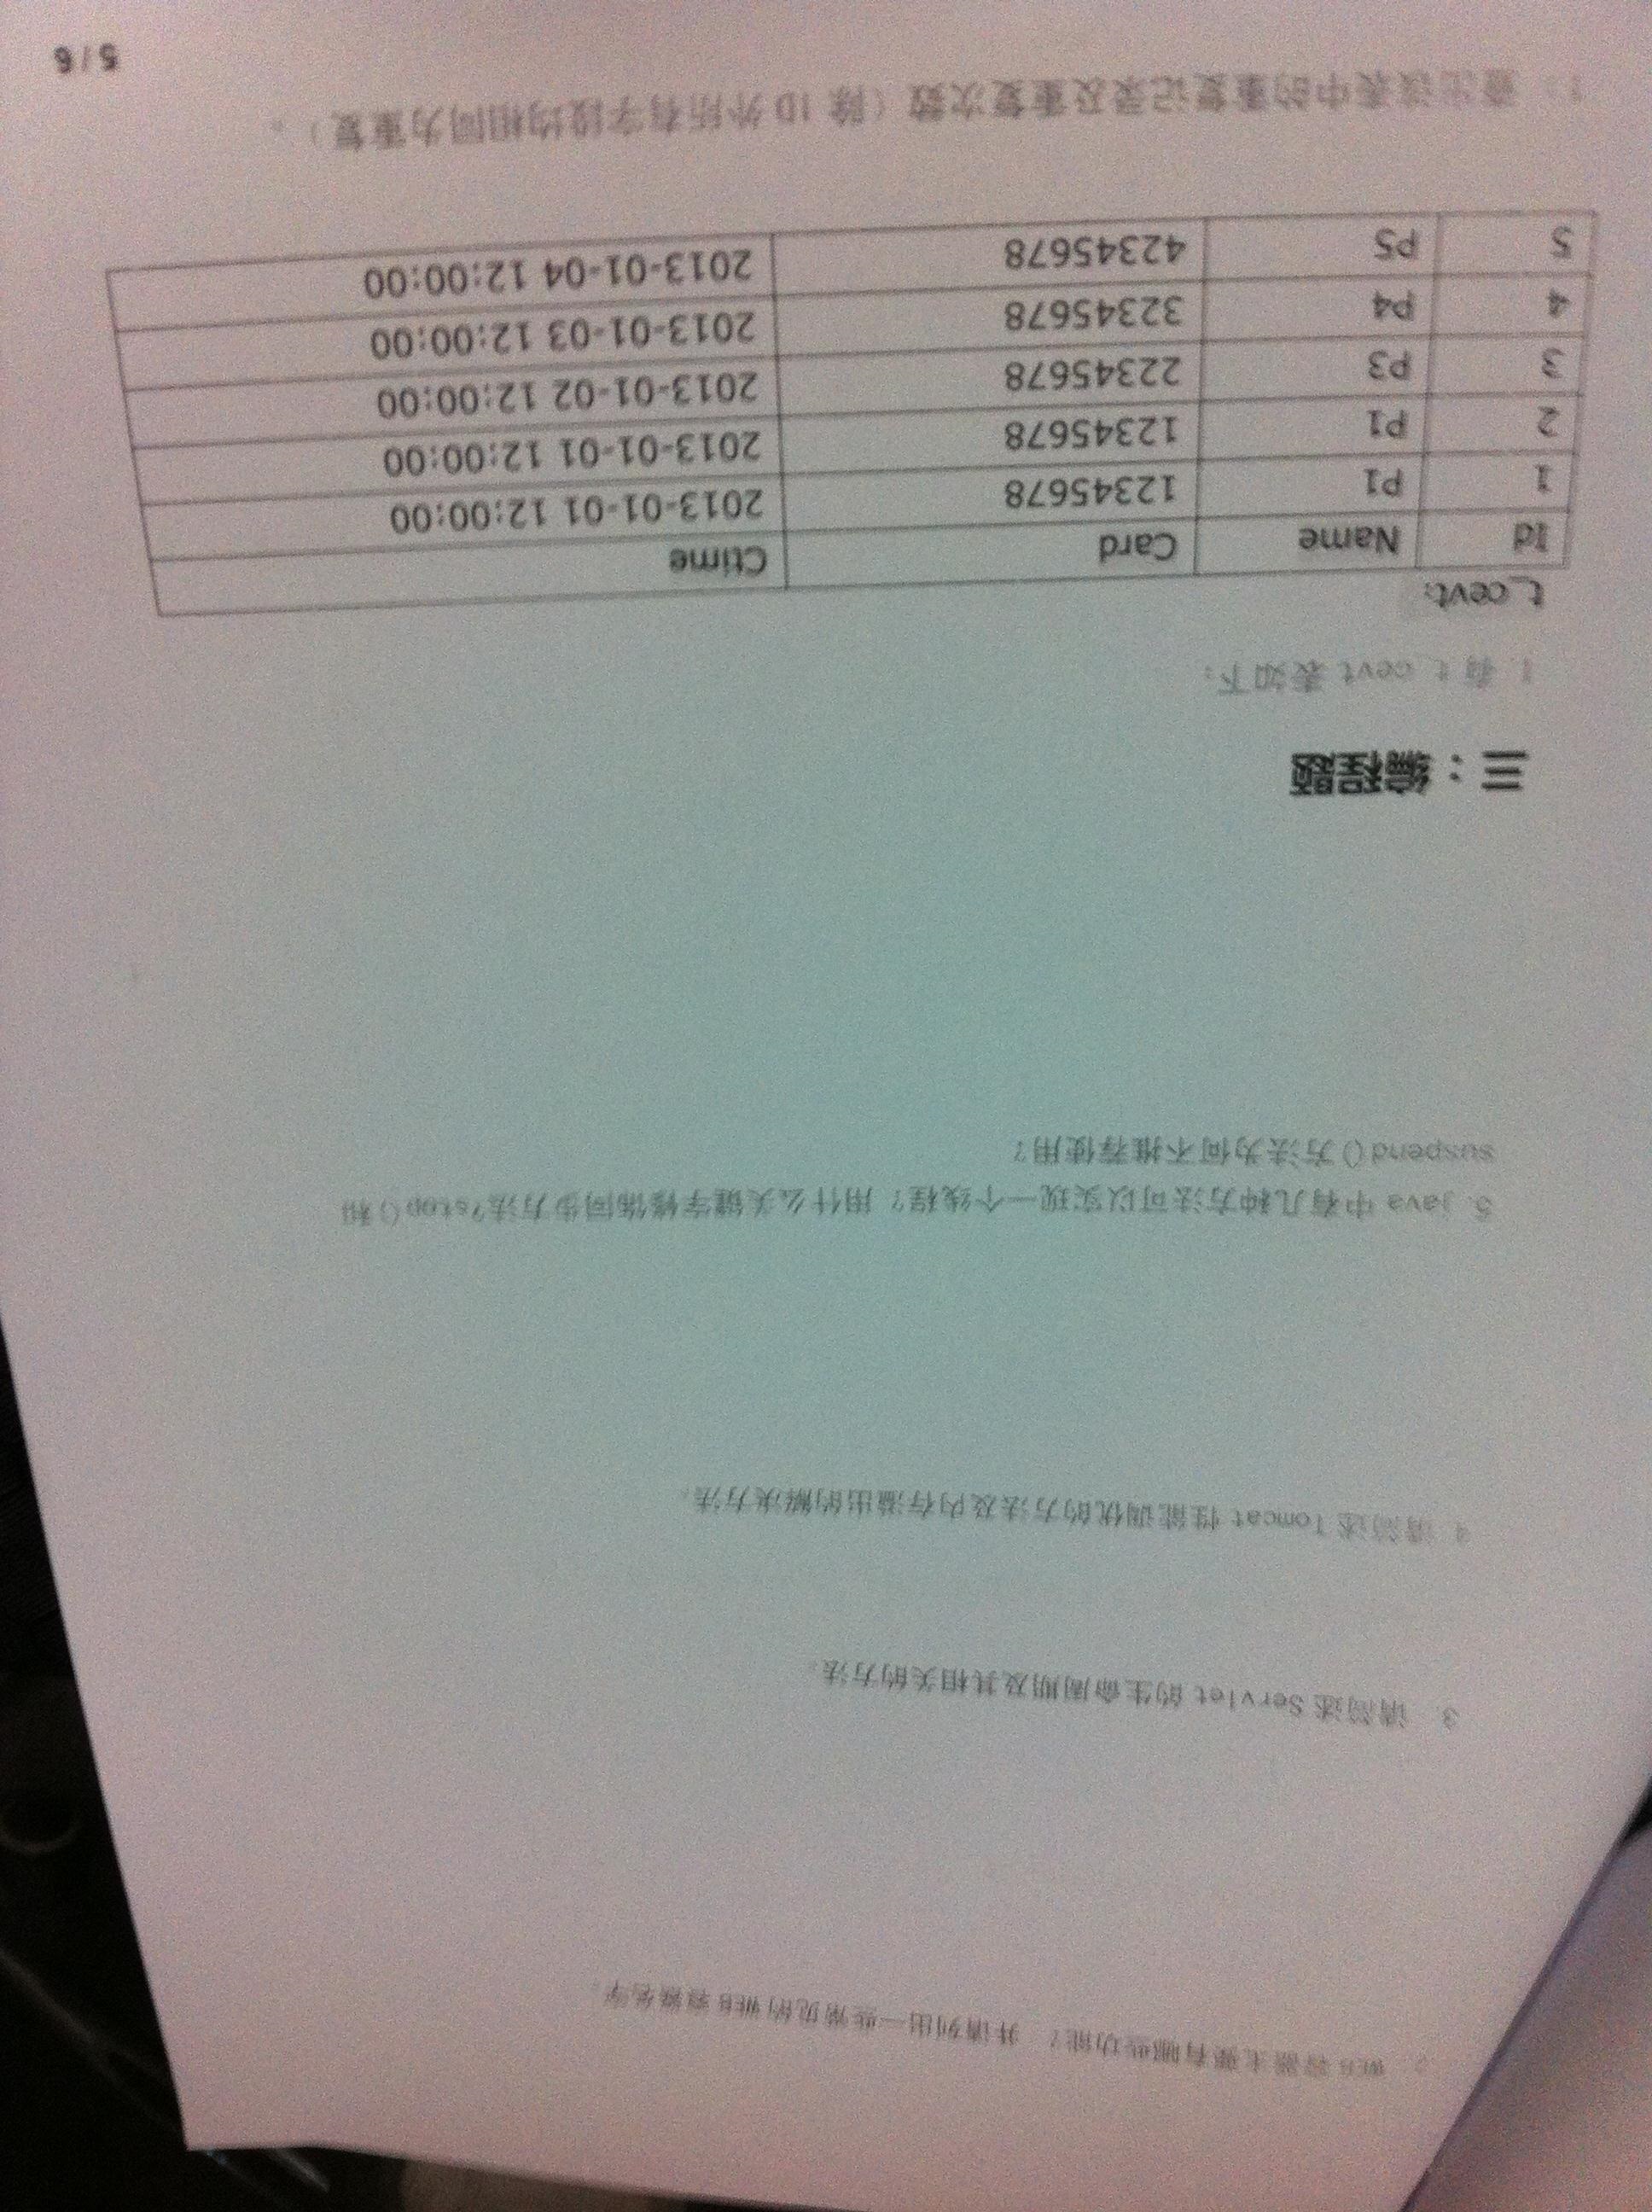 2. WEB容器主要有哪些功能? 并请列出一些常见的WEB容器名字。
3. 请简述 Servlet 的生命周期及其相关的方法。
4. 请简述 Tomcat 性能调优的方法及内存溢出的解决方法。
5. java 中有几种方法可以实现一个线程? 用什么关键字修饰同步方法?stop()和
suspend()方法为何不推荐使用?
三：编程题
1. 有 t_cevt 表如下：
t_cevt:
Id Name Card Ctime
1 P1 12345678 2013-01-01 12:00:00
2 P1 12345678 2013-01-01 12:00:00
3 P3 22345678 2013-01-02 12:00:00
4 P4 32345678 2013-01-03 12:00:00
5 P5 42345678 2013-01-04 12:00:00
1) 查出该表中的重复记录及重复次数（除 ID 外所有字段均相同为重复）。
5 / 6